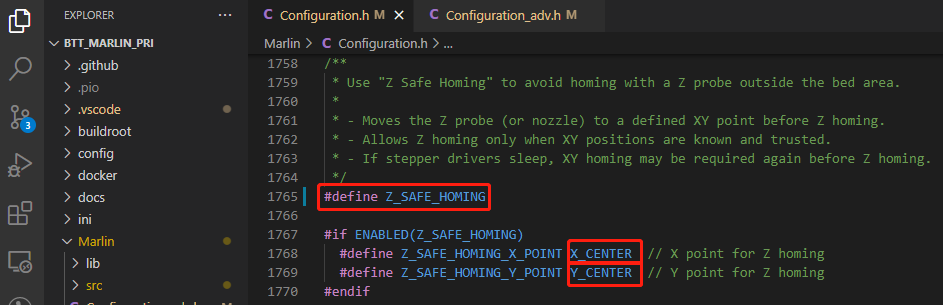 EXPLORER
BTT_MARLIN_PRI
.github
.pio
.vscode
buildroot
config
docker
docs
ini
Marlin
lib
src
3
C Configuration.h M
Configuration_adv.h M
Marlin > C Configuration.h > ...
1758 /**
1759 * Use "Z Safe Homing" to avoid homing with a Z probe outside the bed area.
1760 *
1761 * - Moves the Z probe (or nozzle) to a defined XY point before Z homing.
1762 * - Allows Z homing only when XY positions are known and trusted.
1763 * - If stepper drivers sleep, XY homing may be required again before Z homing.
1764 */
1765 #define Z_SAFE_HOMING
1766
1767 #if ENABLED(Z_SAFE_HOMING)
1768 #define Z_SAFE_HOMING_X_POINT X_CENTER // X point for Z homing
1769 #define Z_SAFE_HOMING_Y_POINT Y_CENTER // Y point for Z homing
1770 #endif